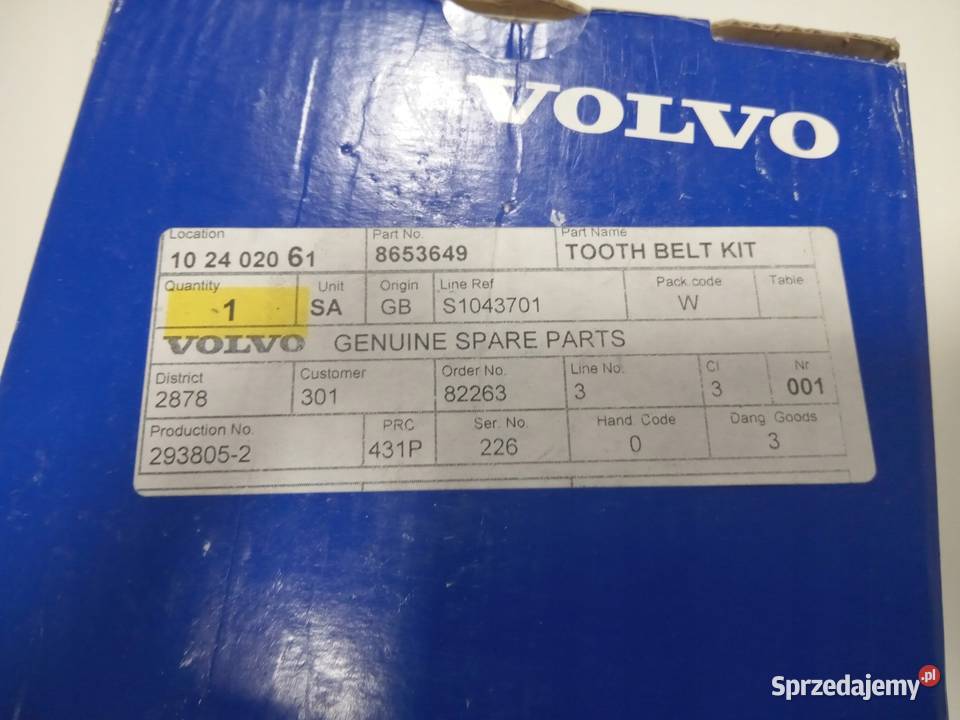 VOLVO
Location Part No. Part Name
10 24 020 61 8653649 TOOTH BELT KIT
Quantity Unit Origin Line Ref Pack.code Table
1 SA GB S1043701 W
VOLVO GENUINE SPARE PARTS
District Customer Order No. Line No. CI Nr
2878 301 82263 3 3 001
Production No. PRC Ser. No. Hand. Code Dang Goods
293805-2 431P 226 0 3
Sprzedajemy.pl